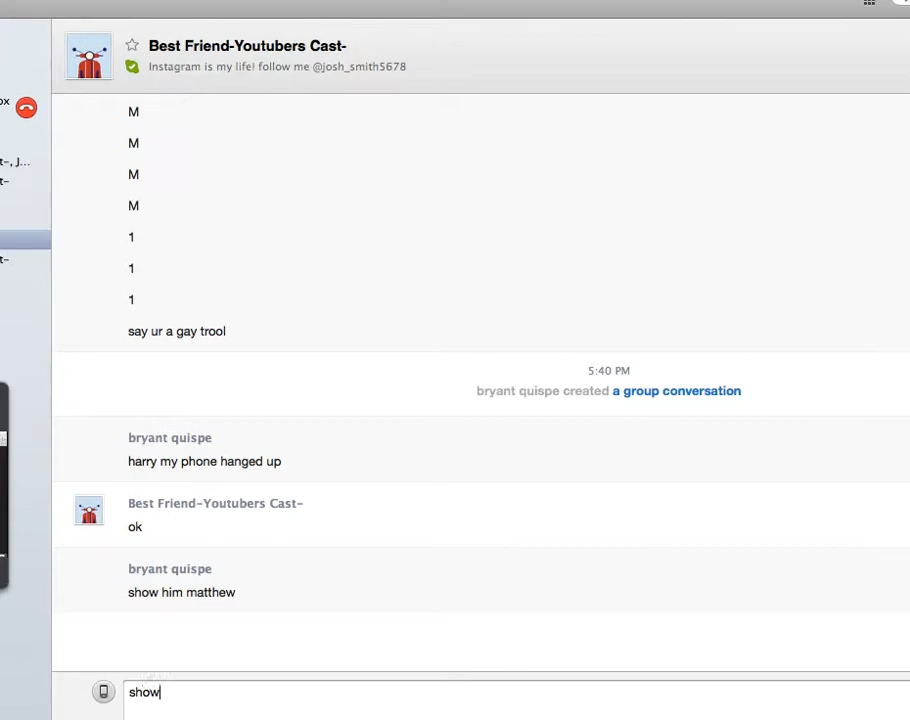 Best Friend-Youtubers Cast-
Instagram is my life! follow me @josh_smith5678
ox
t-, J...
t-
t-
M
M
M
M
1
1
1
say ur a gay trool
5:40 PM
bryant quispe created a group conversation
bryant quispe
harry my phone hanged up
Best Friend-Youtubers Cast-
ok
bryant quispe
show him matthew
show